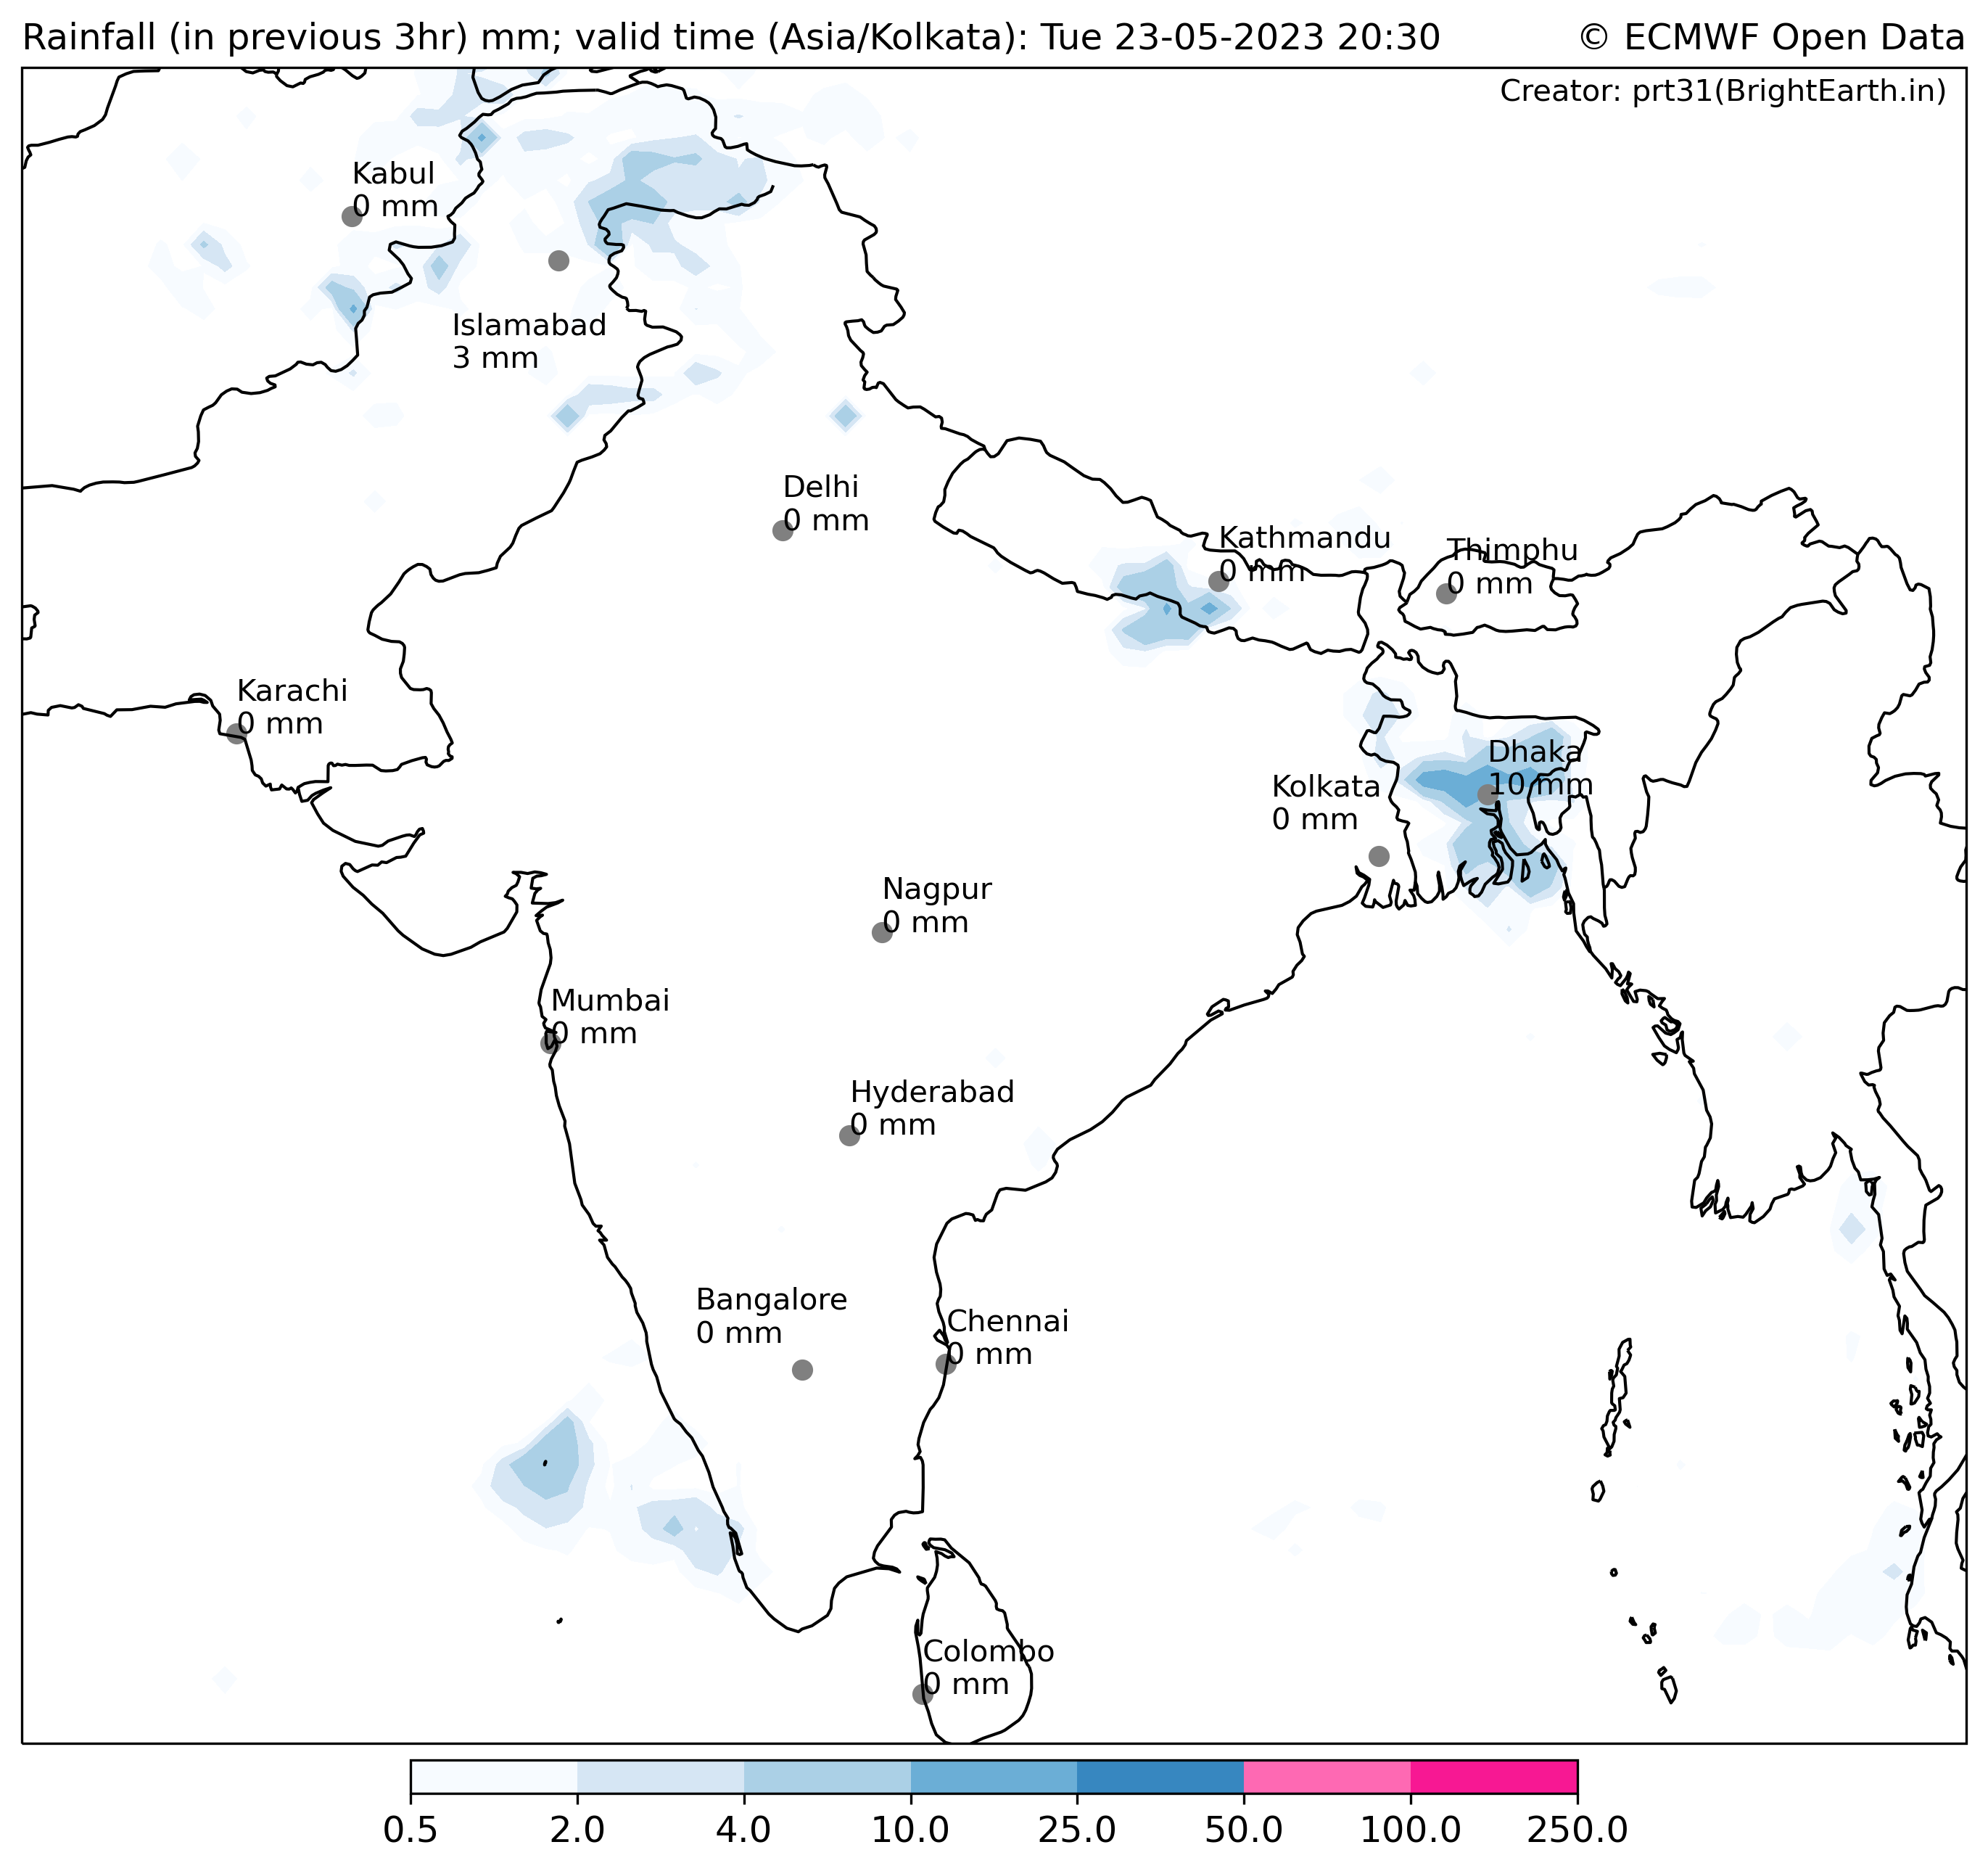 Rainfall (in previous 3hr) mm; valid time (Asia/Kolkata): Tue 23-05-2023 20:30
© ECMWF Open Data
Creator: prt31(BrightEarth.in)
Kabul
0 mm
Islamabad
3 mm
Delhi
0 mm
Kathmandu
0 mm
Thimphu
0 mm
Karachi
0 mm
Dhaka
10 mm
Kolkata
0 mm
Nagpur
0 mm
Mumbai
0 mm
Hyderabad
0 mm
Bangalore
0 mm
Chennai
0 mm
Colombo
0 mm
0.5 2.0 4.0 10.0 25.0 50.0 100.0 250.0